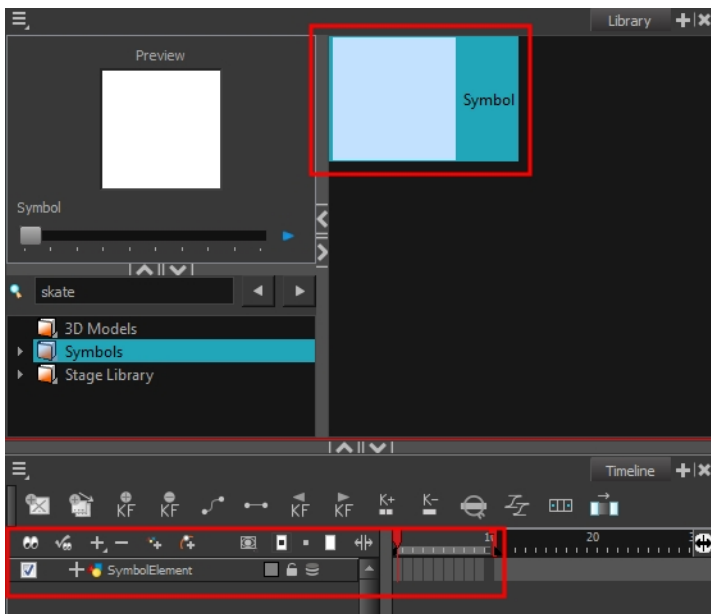 Library
Preview
Symbol
Symbol
skate
3D Models
Symbols
Stage Library
Timeline
KF KF KF KF K+ K-
20
SymbolElement